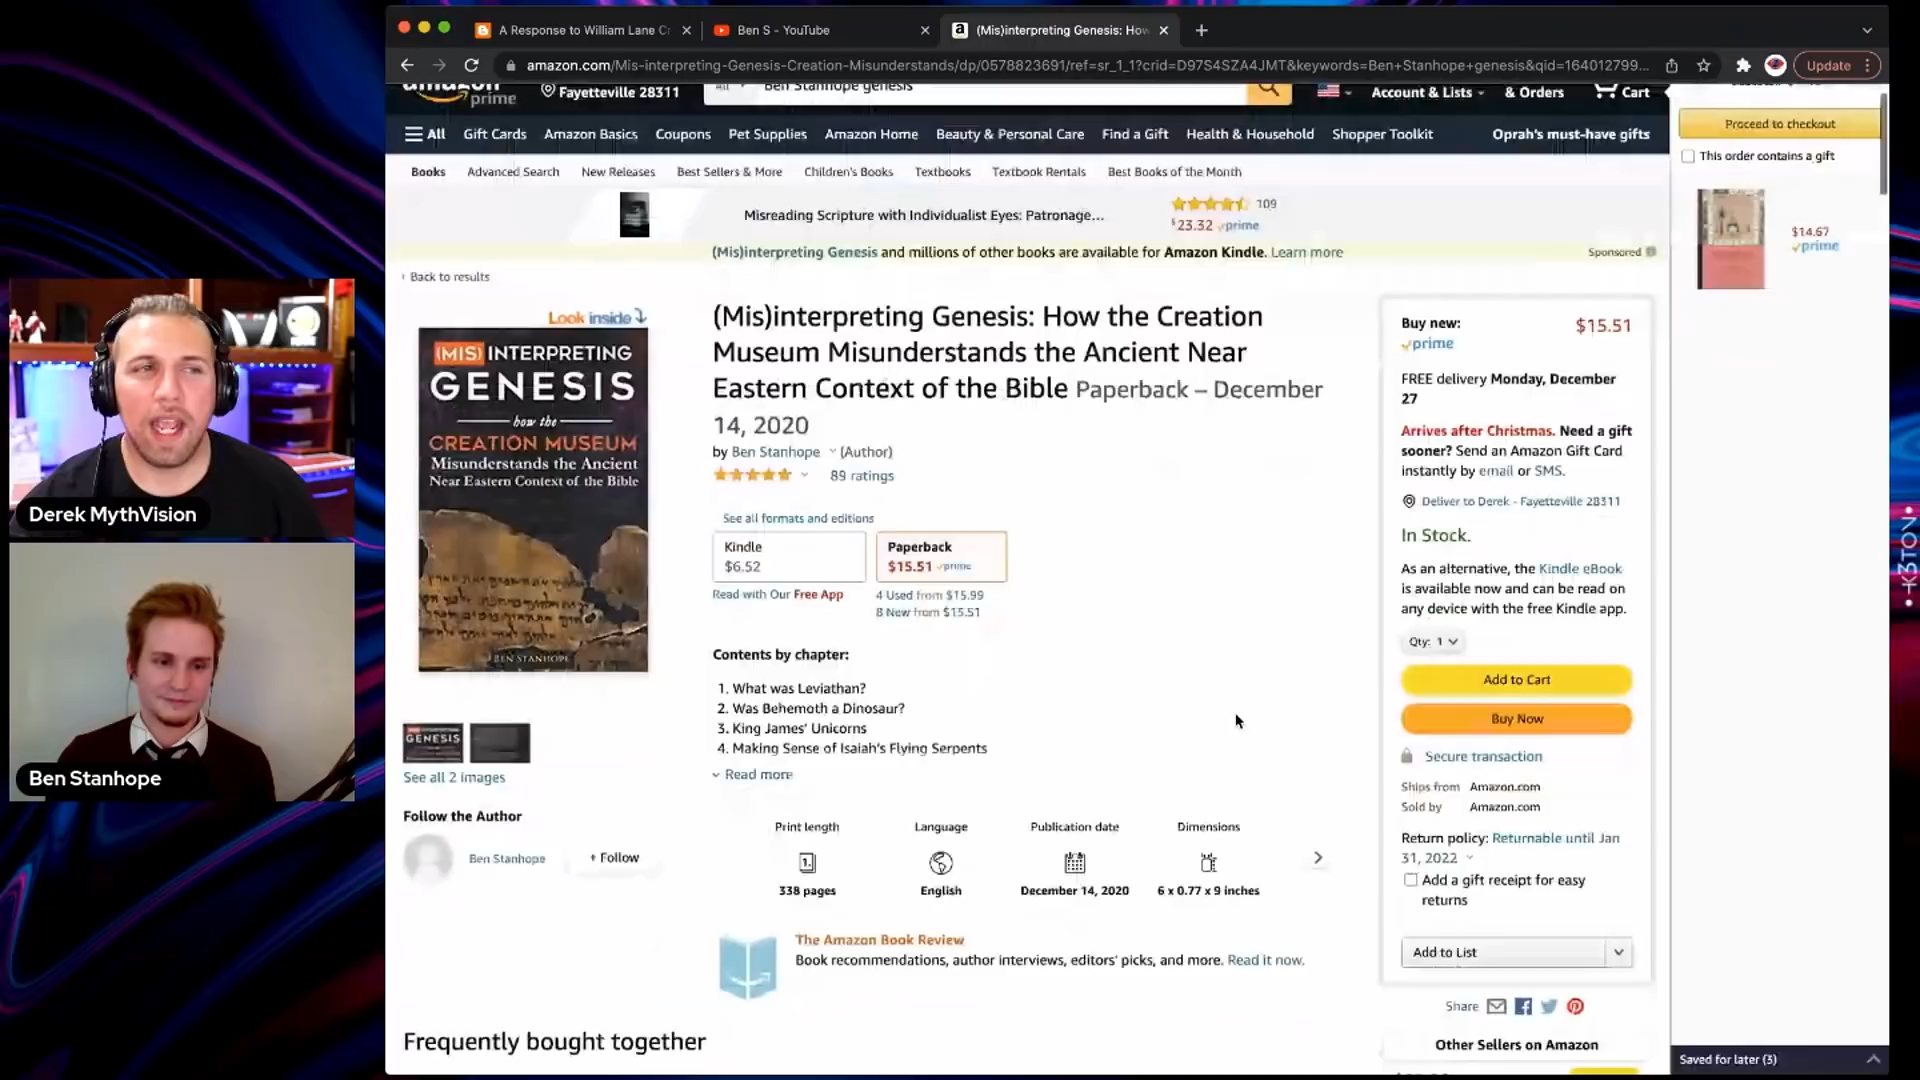 A Response to William Lane Cr
Ben S - YouTube
(Mis)interpreting Genesis: How
amazon.com/Mis-interpreting-Genesis-Creation-Misunderstands/dp/0578823691/ref=sr_1_1?crid=D97S4SZA4JMT&keywords=Ben+Stanhope+genesis&qid=164012799...
Update
prime
Fayetteville 28311
All
Ben Stanhope genesis
Account & Lists
& Orders
Cart
All
Gift Cards
Amazon Basics
Coupons
Pet Supplies
Amazon Home
Beauty & Personal Care
Find a Gift
Health & Household
Shopper Toolkit
Oprah's must-have gifts
Proceed to checkout
This order contains a gift
$14.67
prime
Books
Advanced Search
New Releases
Best Sellers & More
Children's Books
Textbooks
Textbook Rentals
Best Books of the Month
Misreading Scripture with Individualist Eyes: Patronage...
109
$23.32 prime
(Mis)interpreting Genesis and millions of other books are available for Amazon Kindle. Learn more
Sponsored
‹ Back to results
Look inside
(MIS) INTERPRETING
GENESIS
how the
CREATION MUSEUM
Misunderstands the Ancient
Near Eastern Context of the Bible
BEN STANHOPE
GENESIS
See all 2 images
Follow the Author
Ben Stanhope
+ Follow
(Mis)interpreting Genesis: How the Creation
Museum Misunderstands the Ancient Near
Eastern Context of the Bible Paperback – December
14, 2020
by Ben Stanhope (Author)
89 ratings
See all formats and editions
Kindle
$6.52
Read with Our Free App
Paperback
$15.51 prime
4 Used from $15.99
8 New from $15.51
Contents by chapter:
1. What was Leviathan?
2. Was Behemoth a Dinosaur?
3. King James' Unicorns
4. Making Sense of Isaiah's Flying Serpents
Read more
Print length
338 pages
Language
English
Publication date
December 14, 2020
Dimensions
6 x 0.77 x 9 inches
The Amazon Book Review
Book recommendations, author interviews, editors' picks, and more. Read it now.
Frequently bought together
Buy new:
$15.51
prime
FREE delivery Monday, December
27
Arrives after Christmas. Need a gift
sooner? Send an Amazon Gift Card
instantly by email or SMS.
Deliver to Derek - Fayetteville 28311
In Stock.
As an alternative, the Kindle eBook
is available now and can be read on
any device with the free Kindle app.
Qty: 1
Add to Cart
Buy Now
Secure transaction
Ships from Amazon.com
Sold by Amazon.com
Return policy: Returnable until Jan
31, 2022
Add a gift receipt for easy
returns
Add to List
Share
Other Sellers on Amazon
Saved for later (3)
Derek MythVision
Ben Stanhope
• K3TON •